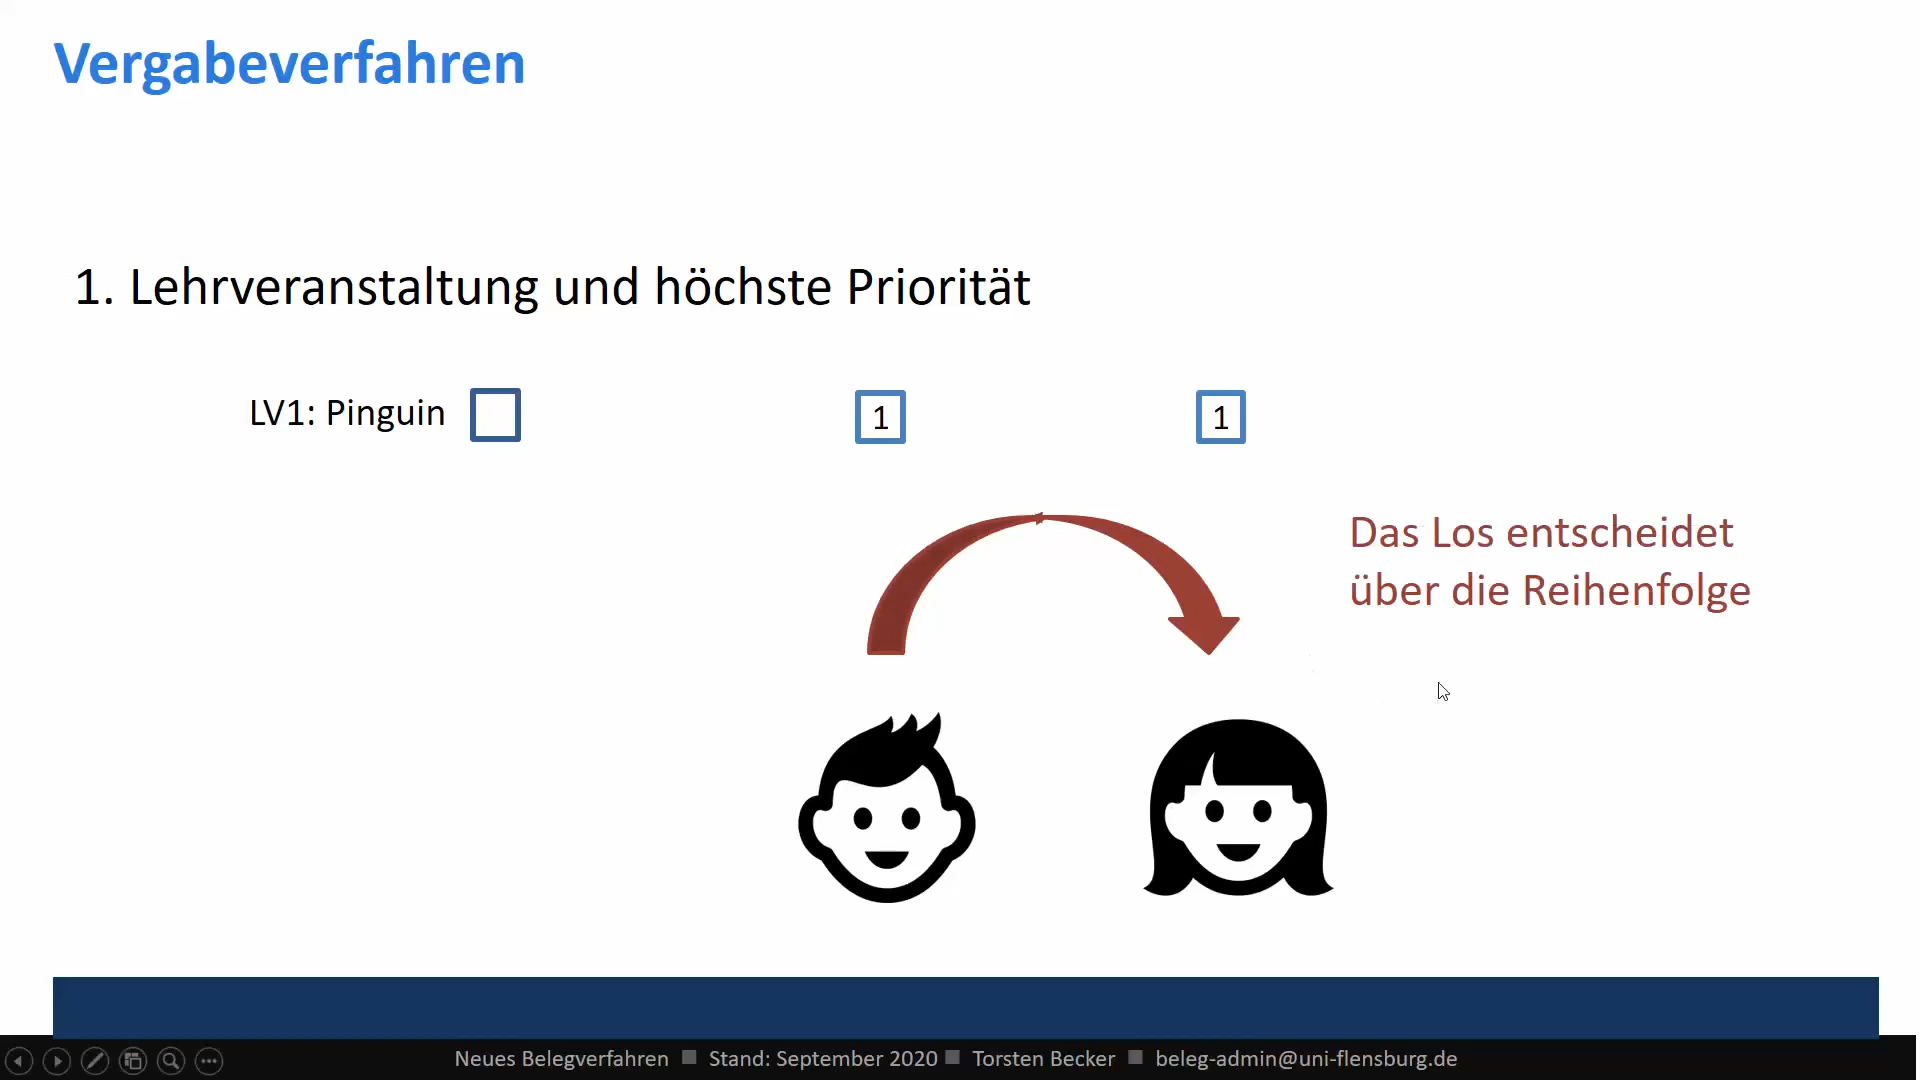 Vergabeverfahren
1. Lehrveranstaltung und höchste Priorität
LV1: Pinguin 1 1
Das Los entscheidet
über die Reihenfolge
Neues Belegverfahren ■ Stand: September 2020 ■ Torsten Becker ■ beleg-admin@uni-flensburg.de